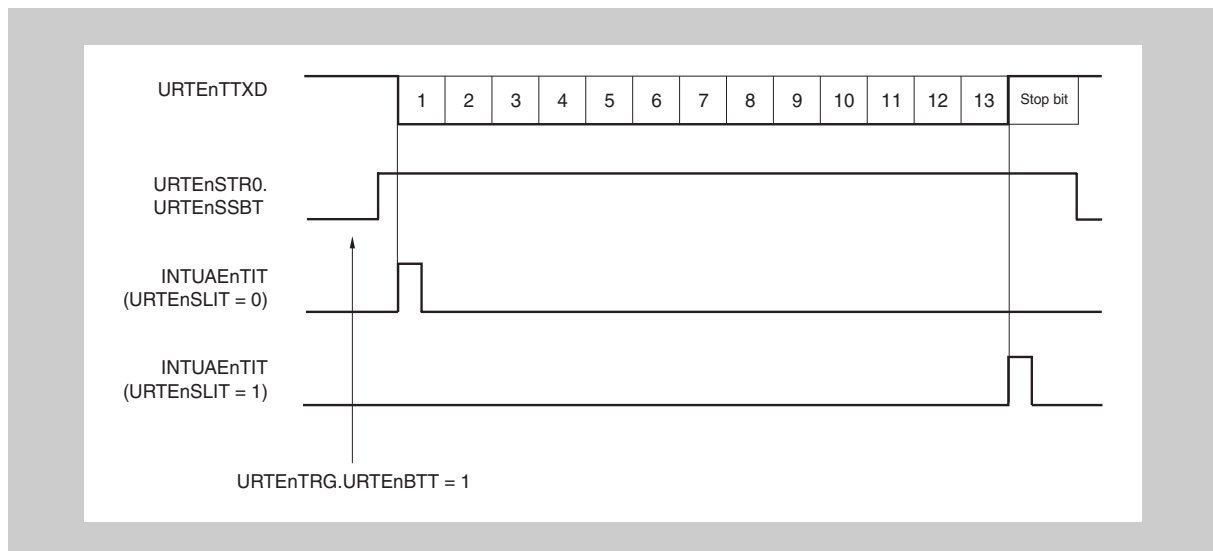 URTEnTTXD
1 2 3 4 5 6 7 8 9 10 11 12 13 Stop bit
URTEnSTR0.
URTEnSSBT
INTUAEnTIT
(URTEnSLIT = 0)
INTUAEnTIT
(URTEnSLIT = 1)
URTEnTRG.URTEnBTT = 1